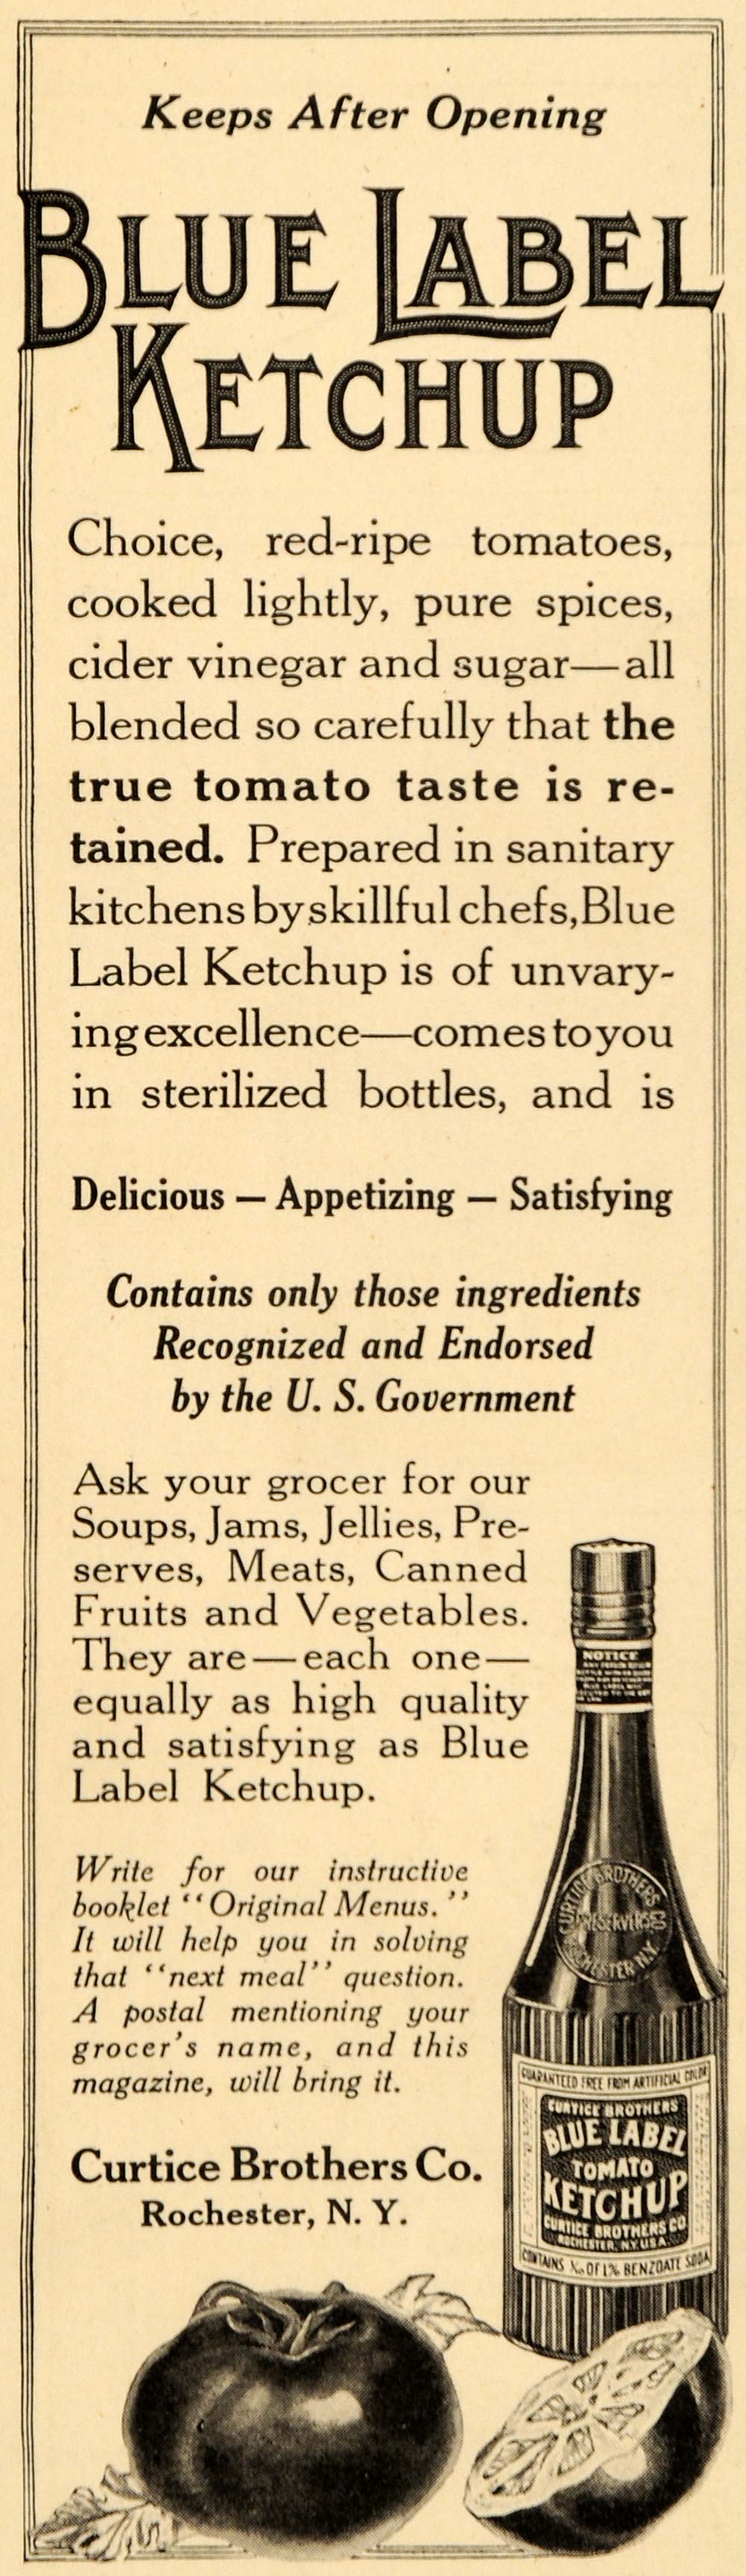 Keeps After Opening
BLUE LABEL
KETCHUP
Choice, red-ripe tomatoes,
cooked lightly, pure spices,
cider vinegar and sugar—all
blended so carefully that the
true tomato taste is re-
tained. Prepared in sanitary
kitchens by skillful chefs, Blue
Label Ketchup is of unvary-
ing excellence—comes to you
in sterilized bottles, and is
Delicious — Appetizing — Satisfying
Contains only those ingredients
Recognized and Endorsed
by the U. S. Government
Ask your grocer for our
Soups, Jams, Jellies, Pre-
serves, Meats, Canned
Fruits and Vegetables.
They are—each one—
equally as high quality
and satisfying as Blue
Label Ketchup.
Write for our instructive
booklet "Original Menus."
It will help you in solving
that "next meal" question.
A postal mentioning your
grocer's name, and this
magazine, will bring it.
Curtice Brothers Co.
Rochester, N. Y.
NOTICE
CURTICE BROTHERS
PRESERVERS
ROCHESTER N.Y.
GUARANTEED FREE FROM ARTIFICIAL COLOR
CURTICE BROTHERS
BLUE LABEL
TOMATO
KETCHUP
CURTICE BROTHERS CO
ROCHESTER, N.Y. U.S.A.
CONTAINS 1/10 OF 1% BENZOATE SODA